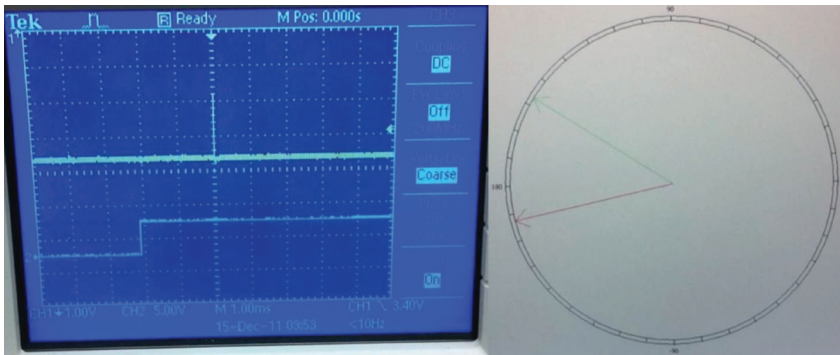 Tek Ready M Pos: 0.000s
DC
Off
Coarse
On
CH1 1.00V CH2 5.00V M 1.00ms CH1 3.40V
15-Dec-11 03:53 <10Hz
90
180
-90